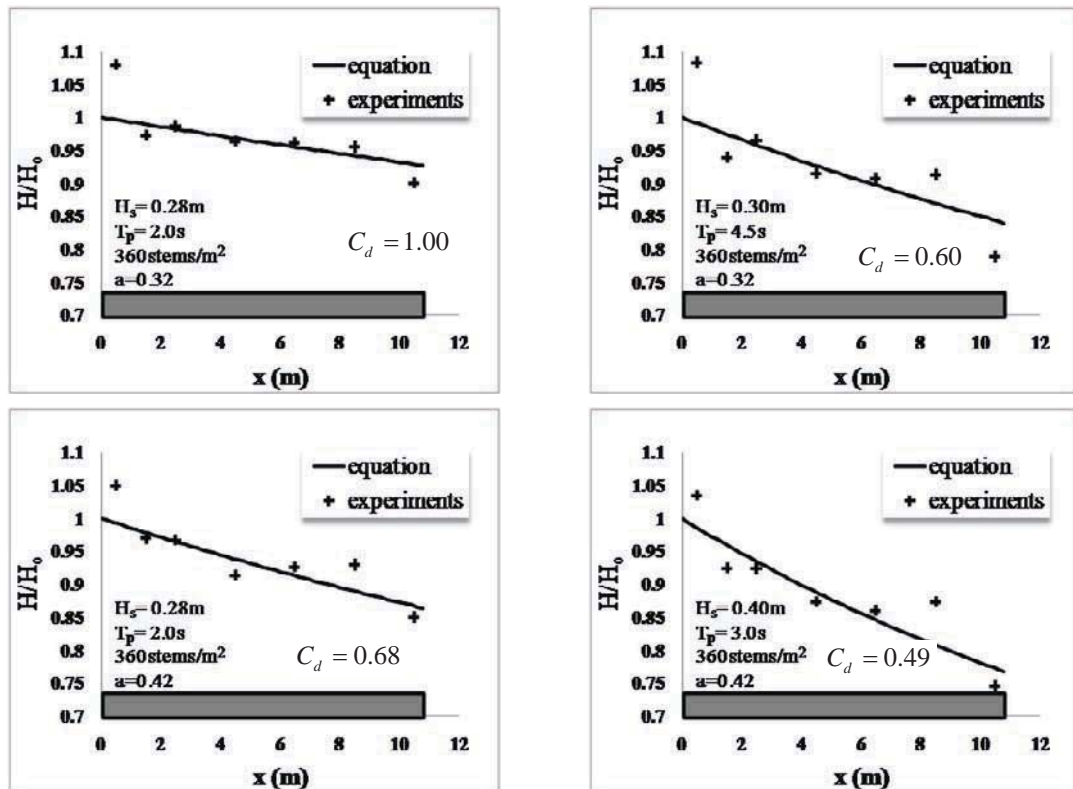 1.1
1.05
1
0.95
0.9
0.85
0.8
0.75
0.7
H/Hₒ
equation
experiments
Hₛ= 0.28m
Tₚ= 2.0s
360stems/m²
a=0.32
C_d = 1.00
0 2 4 6 8 10 12
x (m)
1.1
1.05
1
0.95
0.9
0.85
0.8
0.75
0.7
H/Hₒ
equation
experiments
Hₛ= 0.30m
Tₚ= 4.5s
360stems/m²
a=0.32
C_d = 0.60
0 2 4 6 8 10 12
x (m)
1.1
1.05
1
0.95
0.9
0.85
0.8
0.75
0.7
H/Hₒ
equation
experiments
Hₛ= 0.28m
Tₚ= 2.0s
360stems/m²
a=0.42
C_d = 0.68
0 2 4 6 8 10 12
x (m)
1.1
1.05
1
0.95
0.9
0.85
0.8
0.75
0.7
H/Hₒ
equation
experiments
Hₛ= 0.40m
Tₚ= 3.0s
360stems/m²
a=0.42
C_d = 0.49
0 2 4 6 8 10 12
x (m)